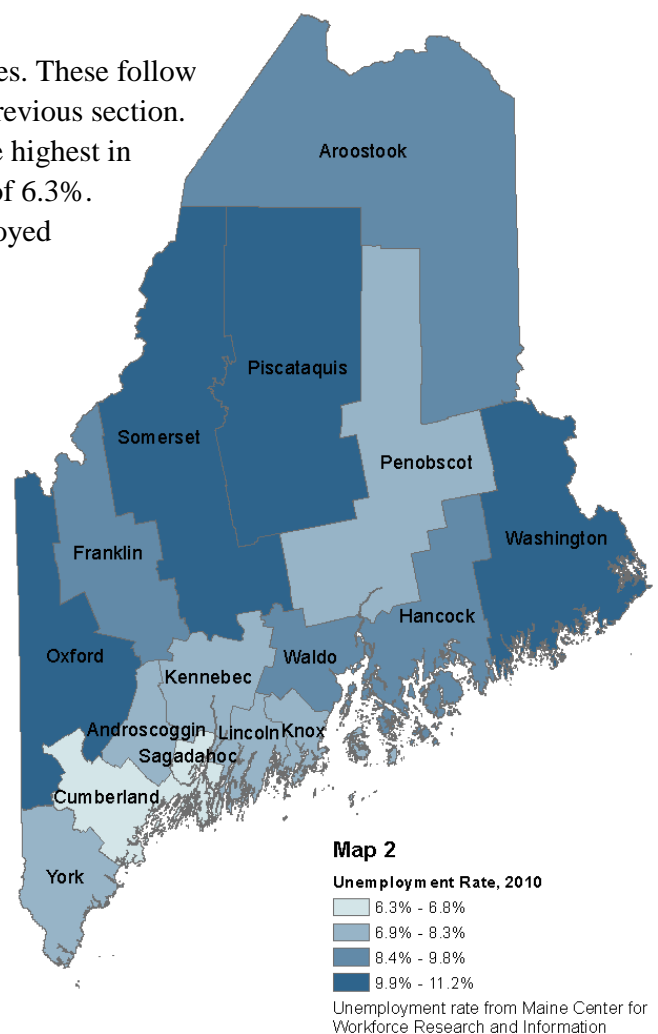 es. These follow
revious section.
e highest in
of 6.3%.
oyed
Aroostook
Piscataquis
Somerset
Penobscot
Washington
Franklin
Hancock
Oxford
Waldo
Kennebec
Androscoggin
Lincoln
Knox
Sagadahoc
Cumberland
York
Map 2
Unemployment Rate, 2010
6.3% - 6.8%
6.9% - 8.3%
8.4% - 9.8%
9.9% - 11.2%
Unemployment rate from Maine Center for
Workforce Research and Information